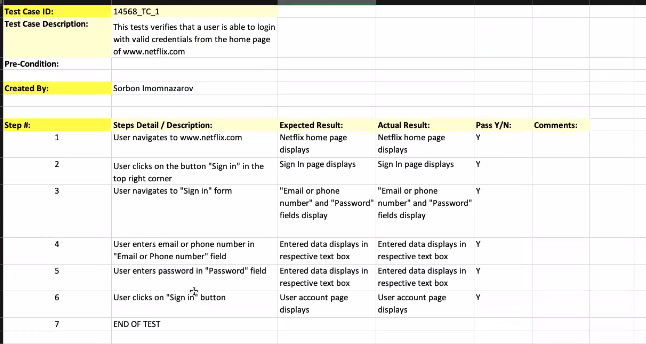 Test Case ID: 14568_TC_1
Test Case Description: This tests verifies that a user is able to login
with valid credentials from the home page
of www.netflix.com
Pre-Condition:
Created By: Sorbon Imomnazarov
Step #: Steps Detail / Description: Expected Result: Actual Result: Pass Y/N: Comments:
1 User navigates to www.netflix.com Netflix home page Netflix home page Y
displays displays
2 User clicks on the button "Sign in" in the Sign In page displays Sign In page displays Y
top right corner
3 User navigates to "Sign in" form "Email or phone "Email or phone Y
number" and "Password" number" and "Password"
fields display fields display
4 User enters email or phone number in Entered data displays in Entered data displays in Y
"Email or Phone number" field respective text box respective text box
5 User enters password in "Password" field Entered data displays in Entered data displays in Y
respective text box respective text box
6 User clicks on "Sign in" button User account page User account page Y
displays displays
7 END OF TEST